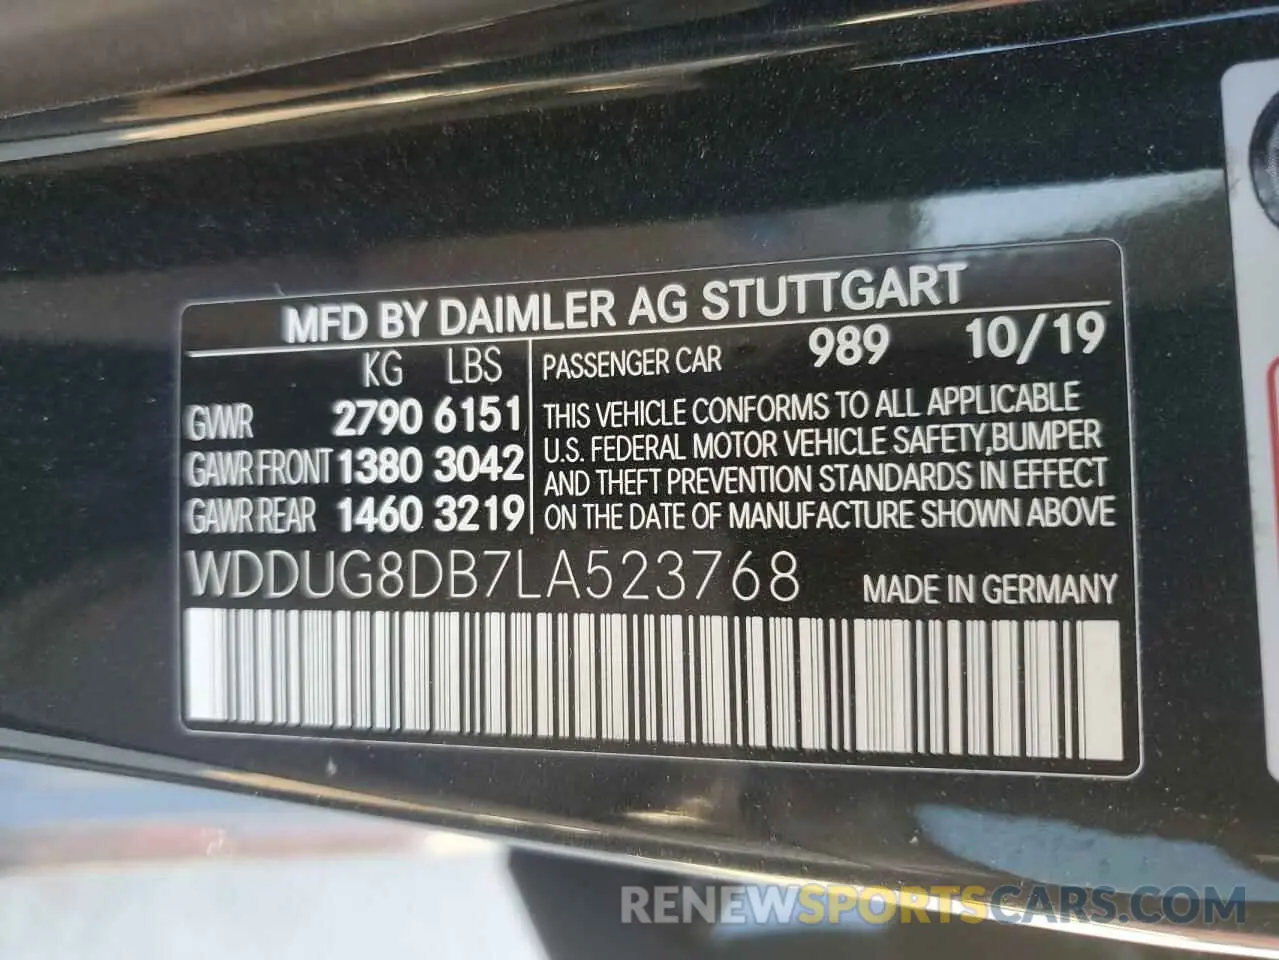 MFD BY DAIMLER AG STUTTGART
KG LBS
GVWR 2790 6151
GAWR FRONT 1380 3042
GAWR REAR 1460 3219
PASSENGER CAR 989 10/19
THIS VEHICLE CONFORMS TO ALL APPLICABLE
U.S. FEDERAL MOTOR VEHICLE SAFETY,BUMPER
AND THEFT PREVENTION STANDARDS IN EFFECT
ON THE DATE OF MANUFACTURE SHOWN ABOVE
WDDUG8DB7LA523768 MADE IN GERMANY
RENEWSPORTSCARS.COM